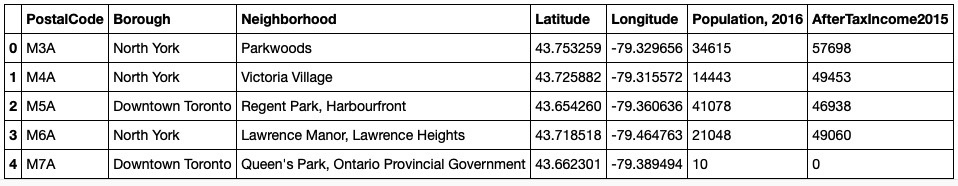 PostalCode Borough Neighborhood Latitude Longitude Population, 2016 AfterTaxIncome2015
0 M3A North York Parkwoods 43.753259 -79.329656 34615 57698
1 M4A North York Victoria Village 43.725882 -79.315572 14443 49453
2 M5A Downtown Toronto Regent Park, Harbourfront 43.654260 -79.360636 41078 46938
3 M6A North York Lawrence Manor, Lawrence Heights 43.718518 -79.464763 21048 49060
4 M7A Downtown Toronto Queen's Park, Ontario Provincial Government 43.662301 -79.389494 10 0